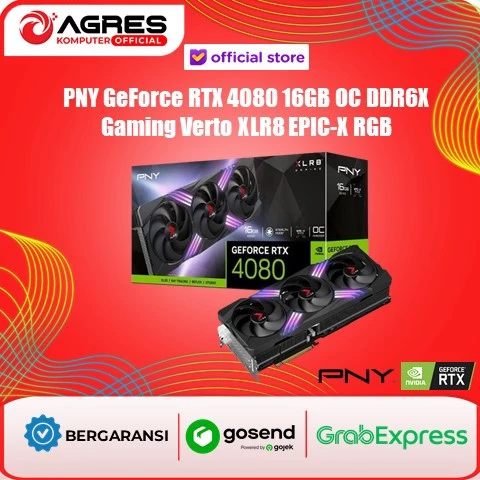 AGRES
KOMPUTER OFFICIAL
official store
PNY GeForce RTX 4080 16GB OC DDR6X
Gaming Verto XLR8 EPIC-X RGB
PNY
XLR8
GAMING
16GB
OC
GEFORCE RTX
4080
PNY
NVIDIA
GEFORCE
RTX
BERGARANSI
gosend
Powered by gojek
GrabExpress